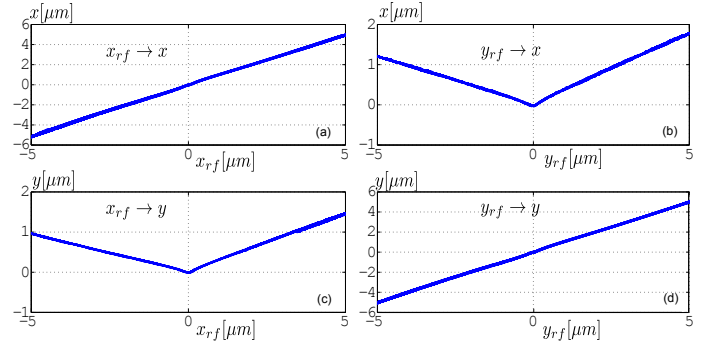 x[μm] x[μm]
6 2
x_rf → x y_rf → x
4
2 1
0
−2 0
−4
(a) (b)
−6 −1
−5 0 5 −5 0 5
x_rf[μm] y_rf[μm]
y[μm] y[μm]
2 6
x_rf → y y_rf → y
4
1 2
0
0 −2
−4
(c) (d)
−1 −6
−5 0 5 −5 0 5
x_rf[μm] y_rf[μm]